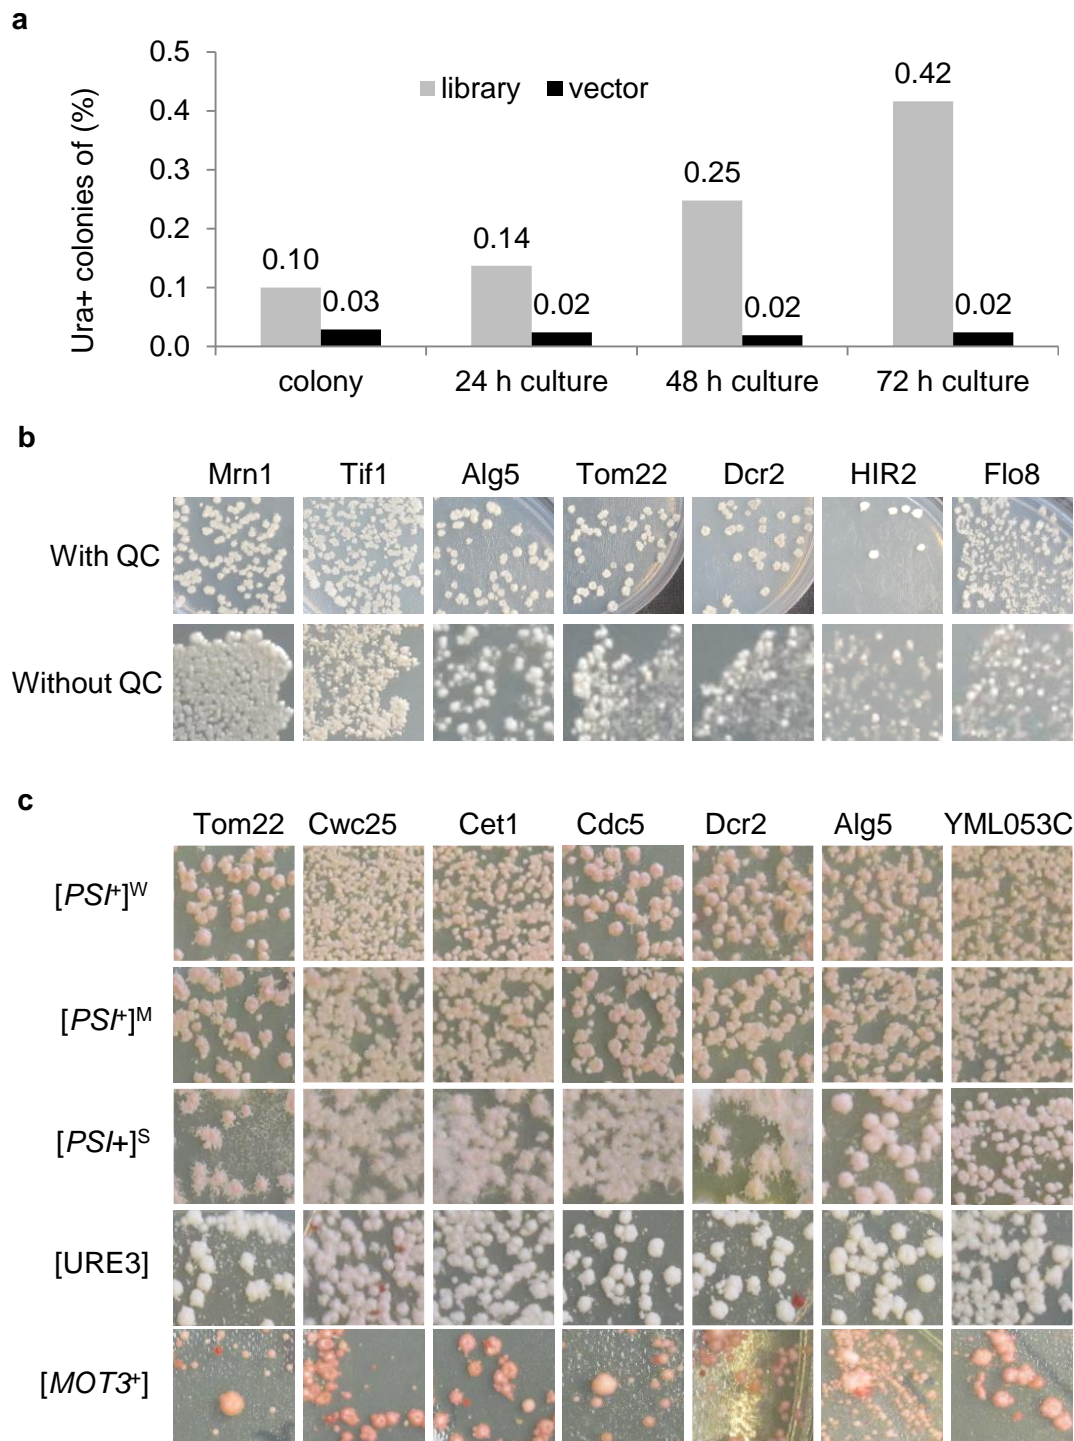 a
Ura+ colonies of (%)
0.5
0.4
0.3
0.2
0.1
0.0
library vector
0.10
0.03
0.14
0.02
0.25
0.02
0.42
0.02
colony 24 h culture 48 h culture 72 h culture
b
Mrn1 Tif1 Alg5 Tom22 Dcr2 HIR2 Flo8
With QC
Without QC
c
Tom22 Cwc25 Cet1 Cdc5 Dcr2 Alg5 YML053C
[PSI+]W
[PSI+]M
[PSI+]S
[URE3]
[MOT3+]